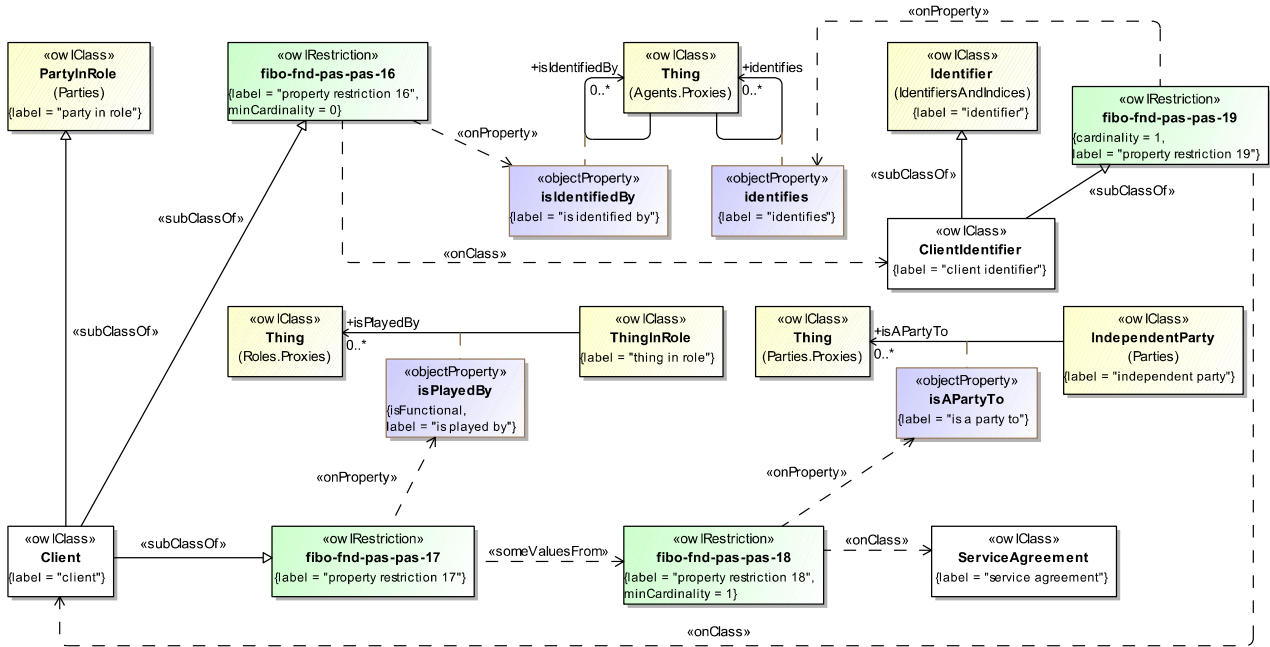 «onProperty»
«owlClass»
PartyInRole
(Parties)
{label = "party in role"}
«owlRestriction»
fibo-fnd-pas-pas-16
{label = "property restriction 16",
minCardinality = 0}
+isIdentifiedBy
0..*
«owlClass»
Thing
(Agents.Proxies)
+identifies
0..*
«owlClass»
Identifier
(IdentifiersAndIndices)
{label = "identifier"}
«owlRestriction»
fibo-fnd-pas-pas-19
{cardinality = 1,
label = "property restriction 19"}
«onProperty»
«objectProperty»
isIdentifiedBy
{label = "is identified by"}
«objectProperty»
identifies
{label = "identifies"}
«subClassOf»
«subClassOf»
«subClassOf»
«owlClass»
ClientIdentifier
{label = "client identifier"}
«onClass»
«subClassOf»
«owlClass»
Thing
(Roles.Proxies)
+isPlayedBy
0..*
«owlClass»
ThingInRole
{label = "thing in role"}
«owlClass»
Thing
(Parties.Proxies)
+isAPartyTo
0..*
«owlClass»
IndependentParty
(Parties)
{label = "independent party"}
«objectProperty»
isPlayedBy
{isFunctional,
label = "is played by"}
«objectProperty»
isAPartyTo
{label = "is a party to"}
«onProperty»
«onProperty»
«owlClass»
Client
{label = "client"}
«subClassOf»
«owlRestriction»
fibo-fnd-pas-pas-17
{label = "property restriction 17"}
«someValuesFrom»
«owlRestriction»
fibo-fnd-pas-pas-18
{label = "property restriction 18",
minCardinality = 1}
«onClass»
«owlClass»
ServiceAgreement
{label = "service agreement"}
«onClass»